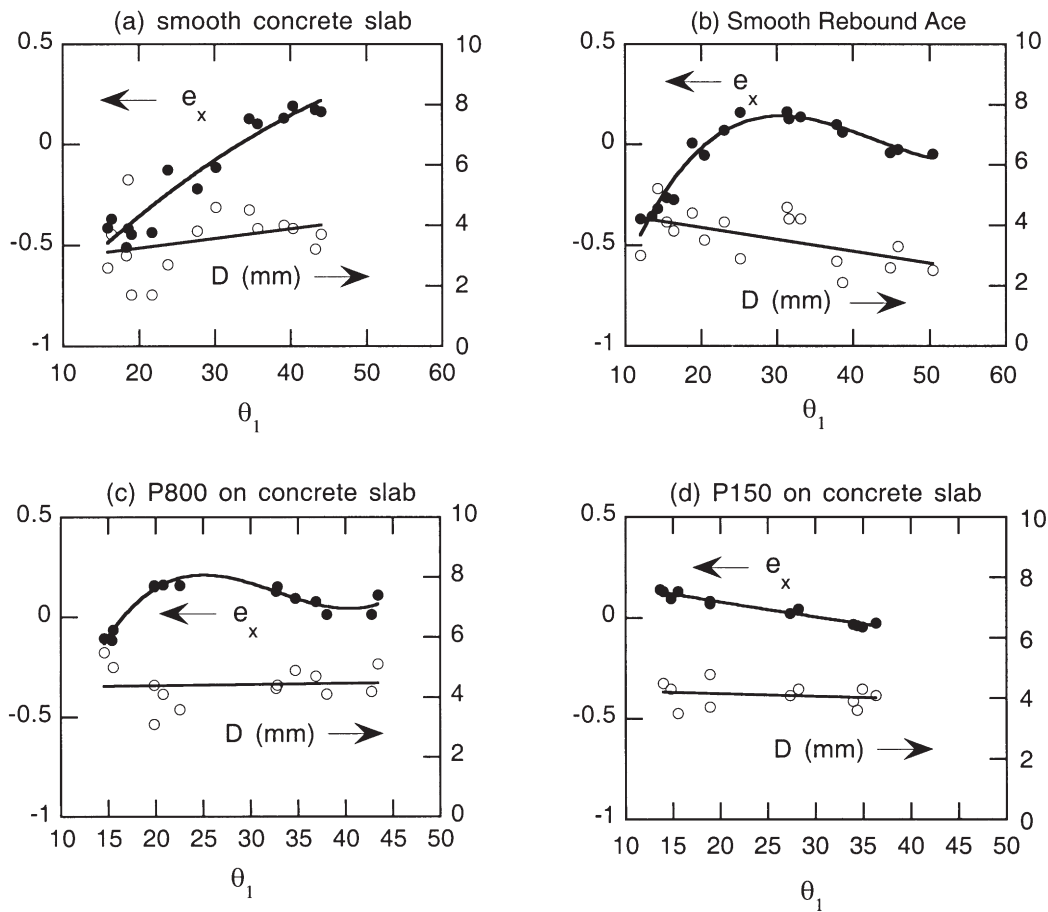 (a) smooth concrete slab
0.5
0
-0.5
-1
10
8
6
4
2
0
e_x
D (mm)
10 20 30 40 50 60
θ_1
(b) Smooth Rebound Ace
0.5
0
-0.5
-1
10
8
6
4
2
0
e_x
D (mm)
10 20 30 40 50 60
θ_1
(c) P800 on concrete slab
0.5
0
-0.5
-1
10
8
6
4
2
0
e_x
D (mm)
10 15 20 25 30 35 40 45 50
θ_1
(d) P150 on concrete slab
0.5
0
-0.5
-1
10
8
6
4
2
0
e_x
D (mm)
10 15 20 25 30 35 40 45 50
θ_1